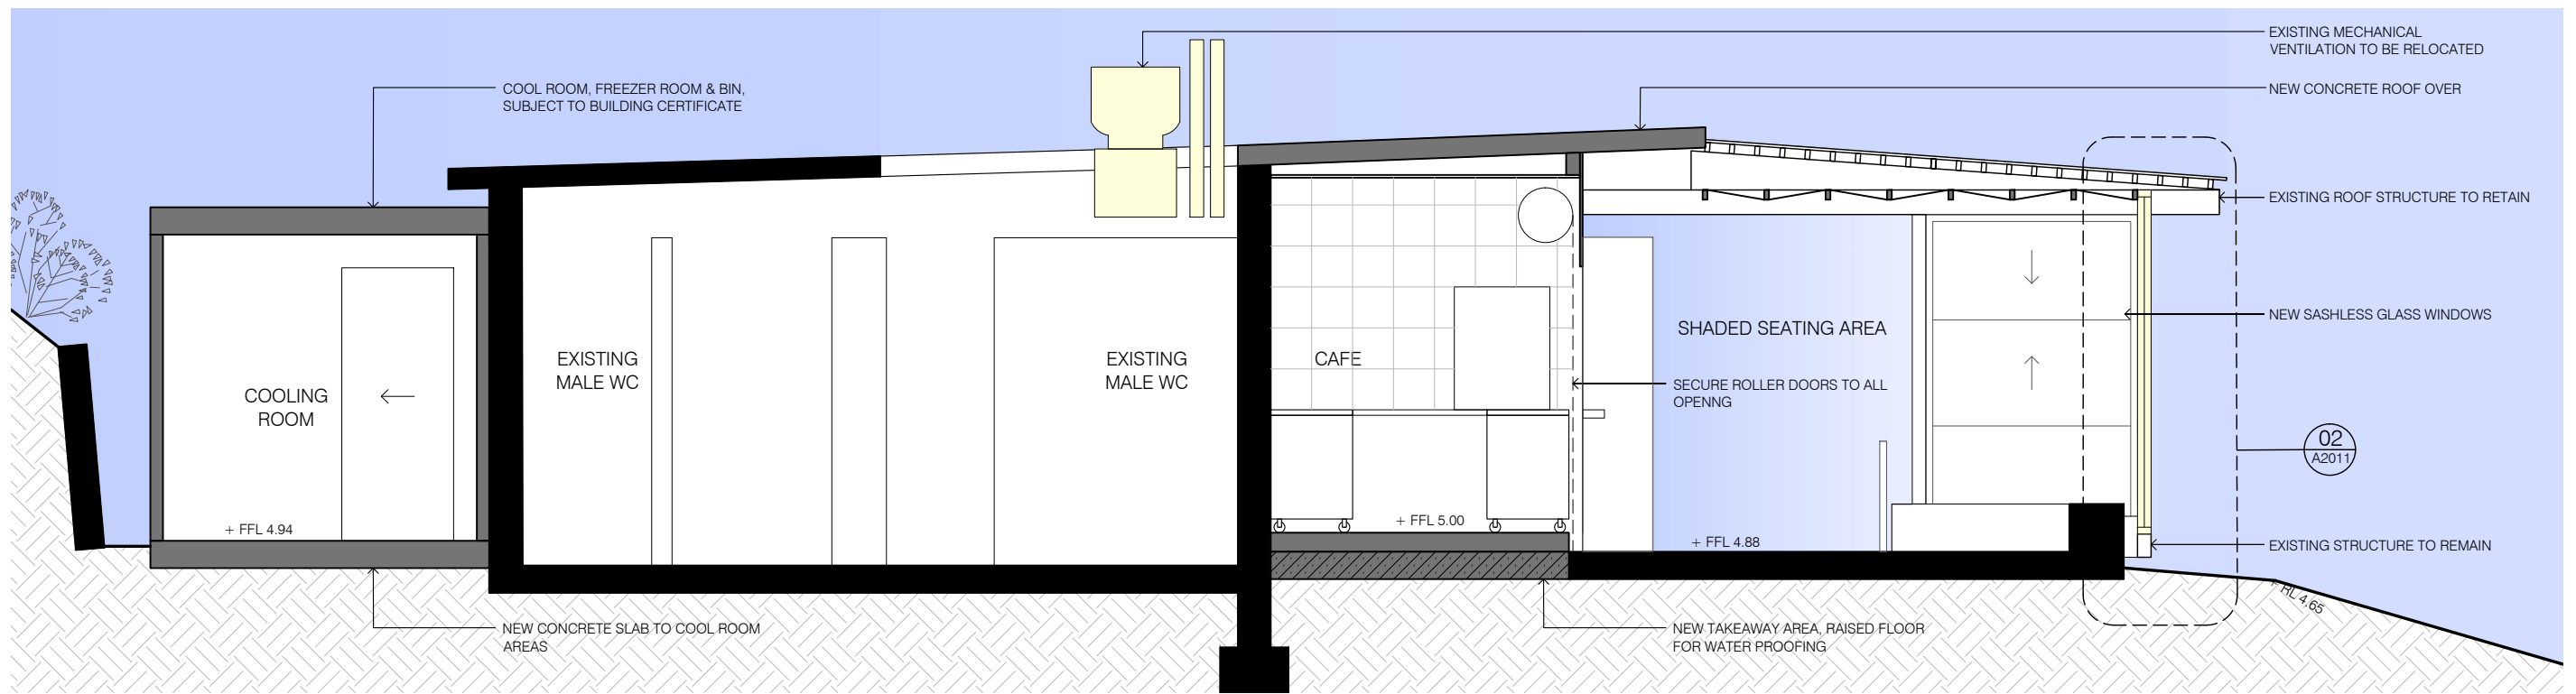 EXISTING MECHANICAL
VENTILATION TO BE RELOCATED
COOL ROOM, FREEZER ROOM & BIN,
SUBJECT TO BUILDING CERTIFICATE
NEW CONCRETE ROOF OVER
EXISTING ROOF STRUCTURE TO RETAIN
NEW SASHLESS GLASS WINDOWS
SHADED SEATING AREA
EXISTING
MALE WC
EXISTING
MALE WC
CAFE
COOLING
ROOM
SECURE ROLLER DOORS TO ALL
OPENNG
02
A2011
+ FFL 4.94
+ FFL 5.00
+ FFL 4.88
EXISTING STRUCTURE TO REMAIN
RL 4.65
NEW CONCRETE SLAB TO COOL ROOM
AREAS
NEW TAKEAWAY AREA, RAISED FLOOR
FOR WATER PROOFING